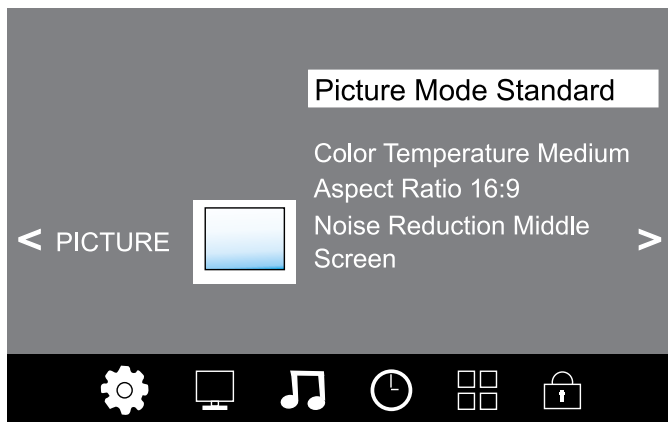 Picture Mode Standard
Color Temperature Medium
Aspect Ratio 16:9
< PICTURE
Noise Reduction Middle
>
Screen